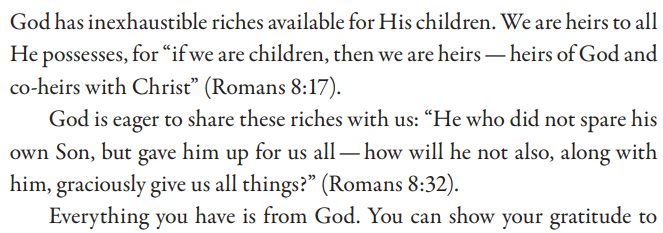 God has inexhaustible riches available for His children. We are heirs to all
He possesses, for “if we are children, then we are heirs — heirs of God and
co-heirs with Christ” (Romans 8:17).
God is eager to share these riches with us: “He who did not spare his
own Son, but gave him up for us all — how will he not also, along with
him, graciously give us all things?” (Romans 8:32).
Everything you have is from God. You can show your gratitude to